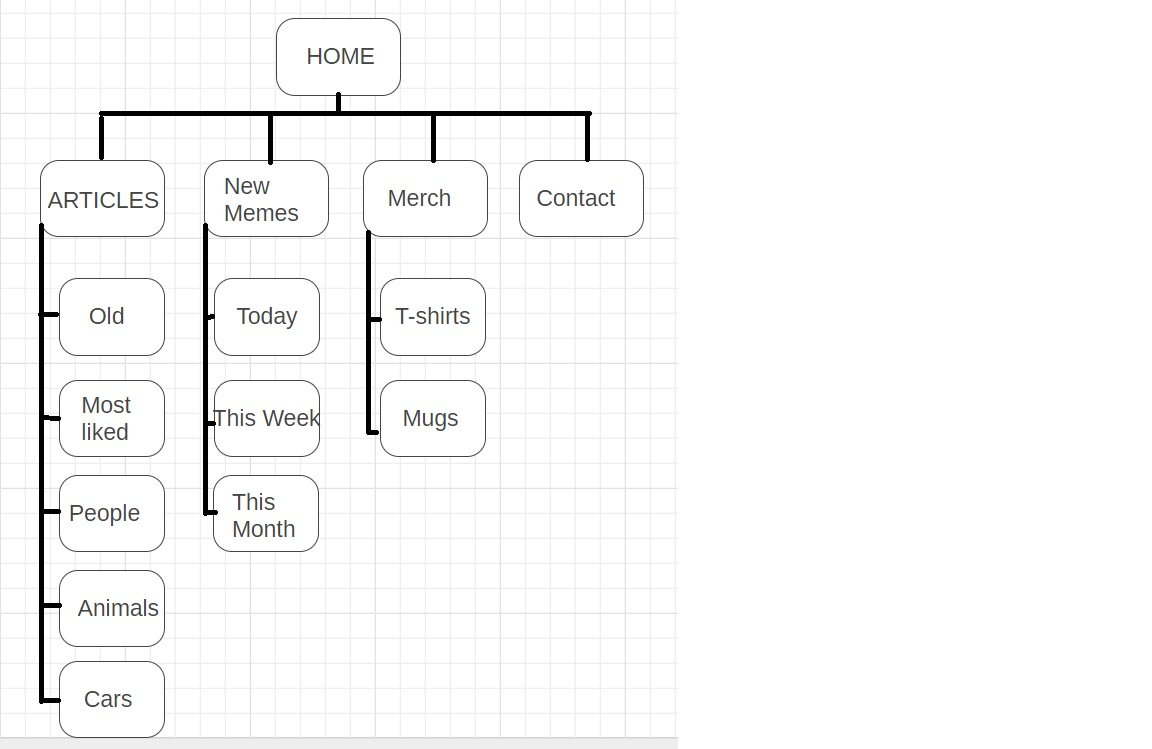 HOME
ARTICLES
New
Memes
Merch
Contact
Old
Today
T-shirts
Most
liked
This Week
Mugs
People
This
Month
Animals
Cars